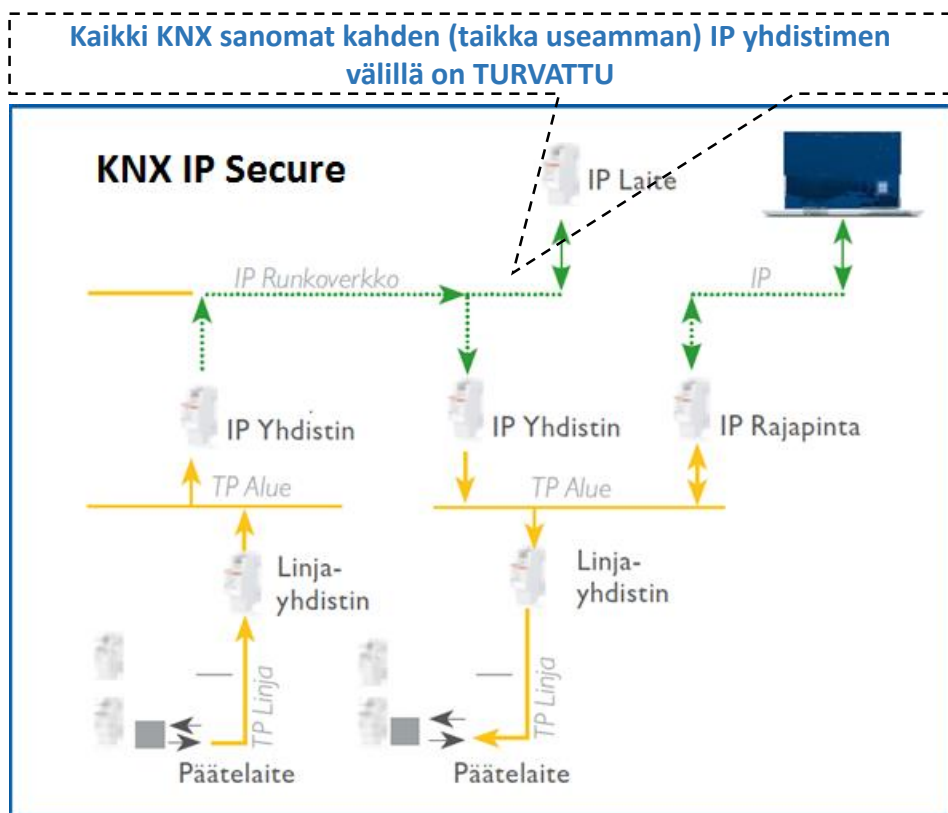 Kaikki KNX sanomat kahden (taikka useamman) IP yhdistimen
välillä on TURVATTU
KNX IP Secure
IP Laite
IP Runkoverkko
IP
IP Yhdistin
IP Yhdistin
IP Rajapinta
TP Alue
TP Alue
Linja-
yhdistin
Linja-
yhdistin
TP Linja
TP Linja
Päätelaite
Päätelaite